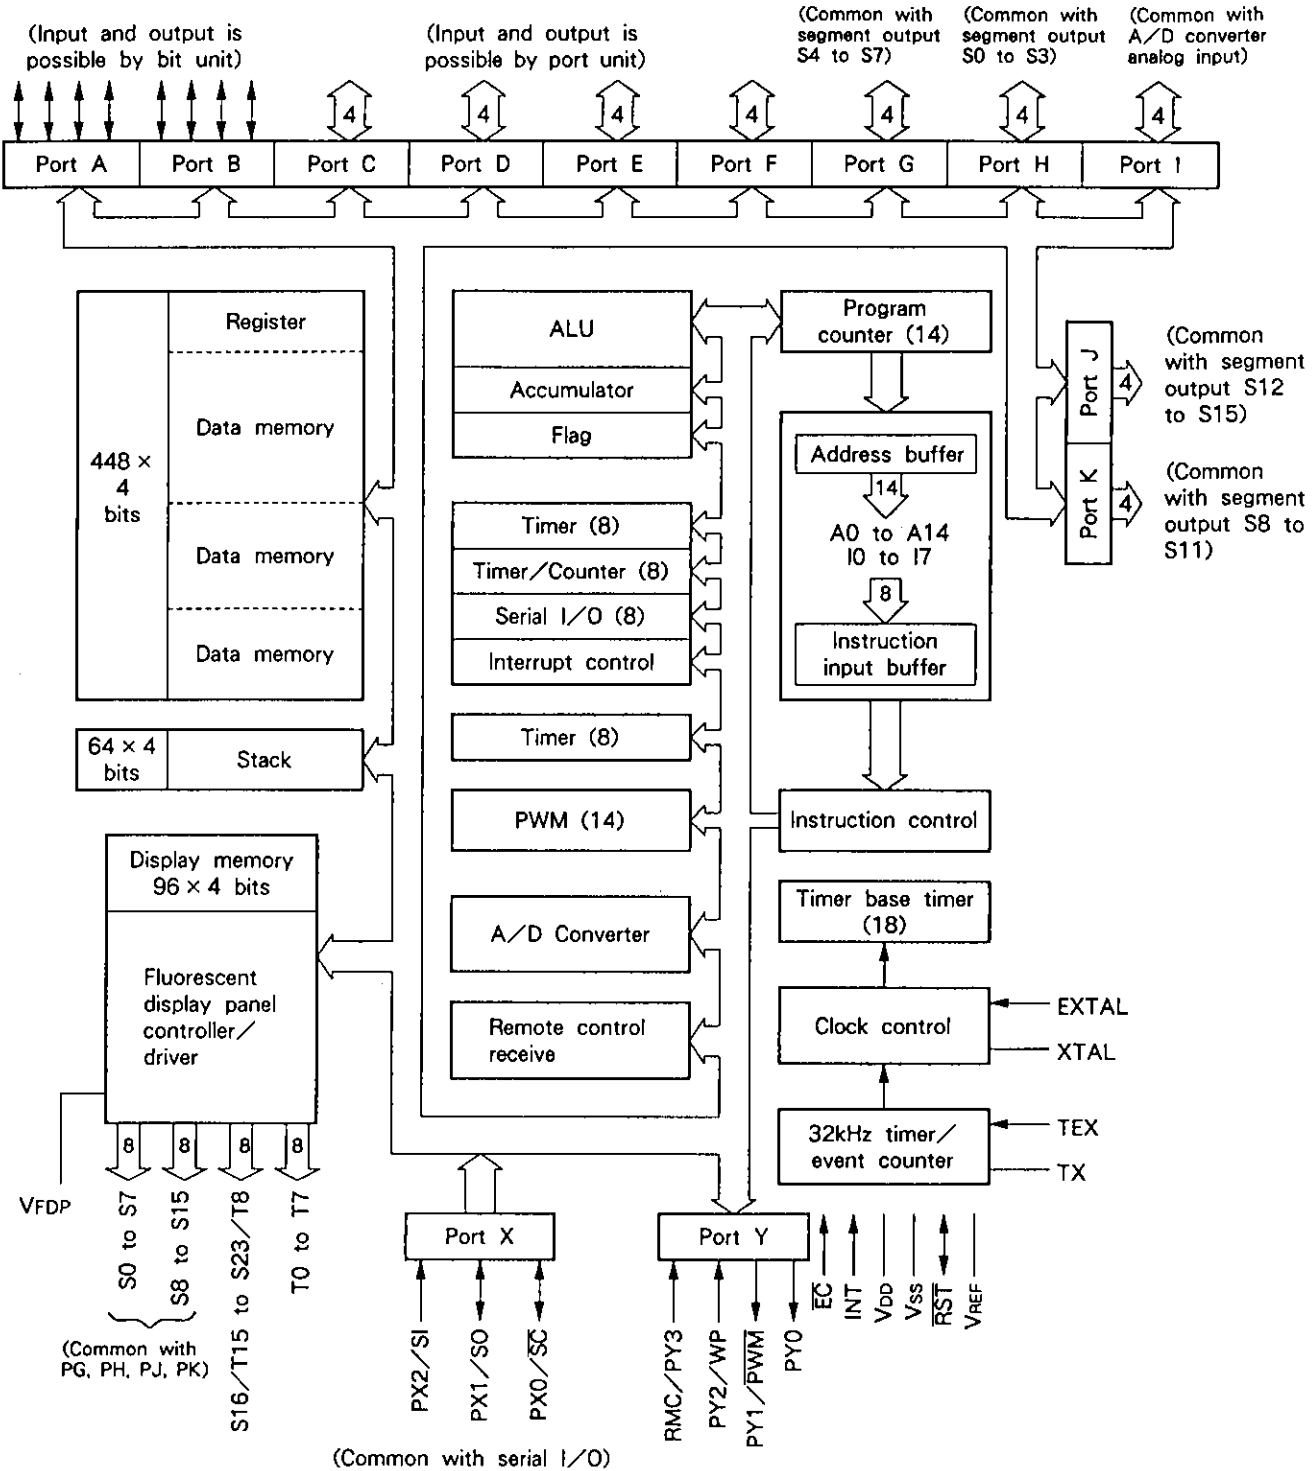 (Input and output is
possible by bit unit)
(Input and output is
possible by port unit)
(Common with
segment output
S4 to S7)
(Common with
segment output
S0 to S3)
(Common with
A/D converter
analog input)
4
4
4
4
4
4
4
Port A
Port B
Port C
Port D
Port E
Port F
Port G
Port H
Port I
448 ×
4
bits
Register
Data memory
Data memory
Data memory
64 × 4
bits
Stack
Display memory
96 × 4 bits
Fluorescent
display panel
controller/
driver
ALU
Accumulator
Flag
Timer (8)
Timer/Counter (8)
Serial I/O (8)
Interrupt control
Timer (8)
PWM (14)
A/D Converter
Remote control
receive
Program
counter (14)
Address buffer
14
A0 to A14
I0 to I7
8
Instruction
input buffer
Instruction control
Timer base timer
(18)
Clock control
EXTAL
XTAL
32kHz timer/
event counter
TEX
TX
Port J
4
(Common
with segment
output S12
to S15)
Port K
4
(Common
with segment
output S8 to
S11)
VFDP
8
8
8
8
S0 to S7
S8 to S15
S16/T15 to S23/T8
T0 to T7
(Common with
PG, PH, PJ, PK)
Port X
PX2/SI
PX1/SO
PX0/S̅C̅
(Common with serial I/O)
Port Y
RMC/PY3
PY2/WP
PY1/P̅W̅M̅
PY0
E̅C̅
INT
VDD
VSS
R̅S̅T̅
VREF